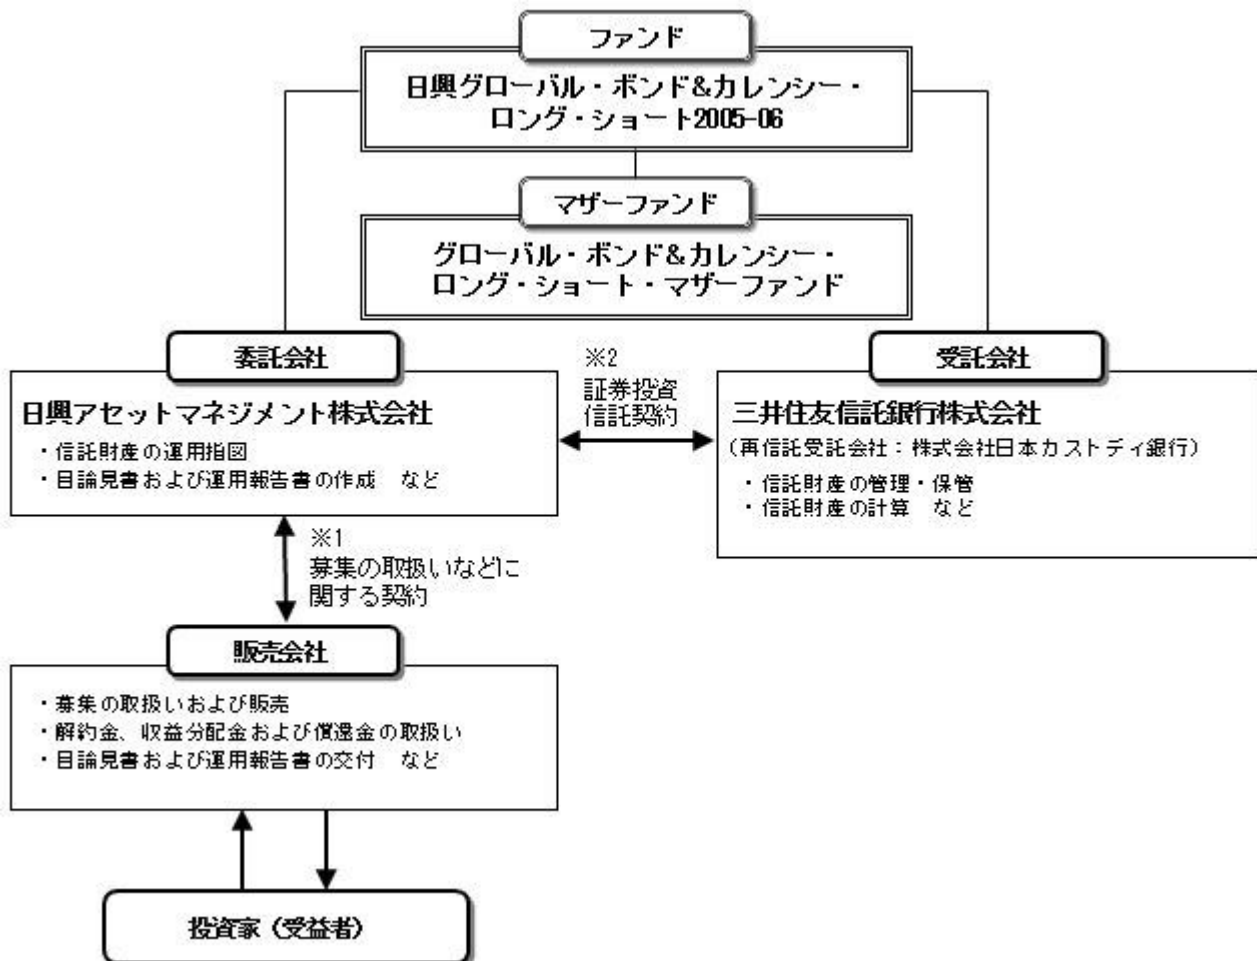 ファンド
日興グローバル・ボンド&カレンシー・
ロング・ショート2005-06
マザーファンド
グローバル・ボンド&カレンシー・
ロング・ショート・マザーファンド
委託会社
日興アセットマネジメント株式会社
・信託財産の運用指図
・目論見書および運用報告書の作成　など
※2
証券投資
信託契約
受託会社
三井住友信託銀行株式会社
（再信託受託会社：株式会社日本カストディ銀行）
・信託財産の管理・保管
・信託財産の計算　など
※1
募集の取扱いなどに
関する契約
販売会社
・募集の取扱いおよび販売
・解約金、収益分配金および償還金の取扱い
・目論見書および運用報告書の交付　など
投資家（受益者）